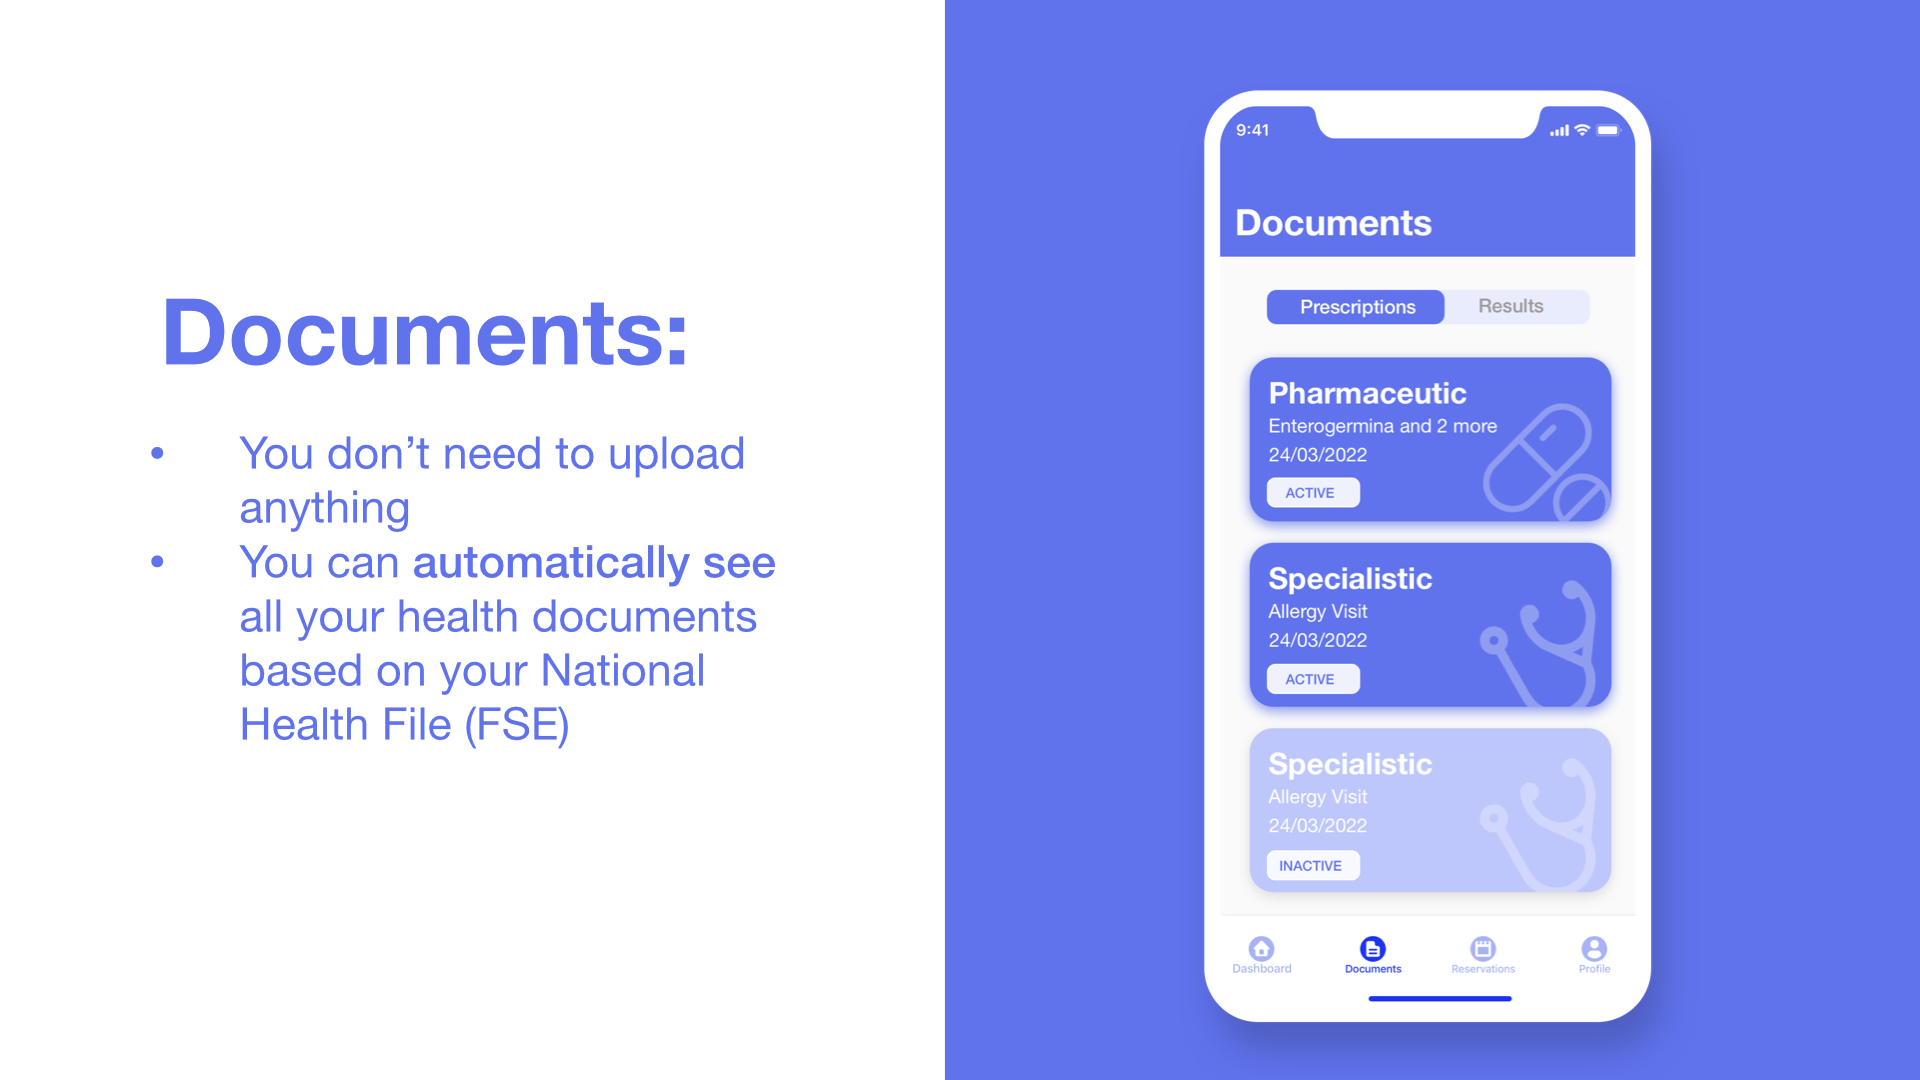 Documents:
• You don’t need to upload
anything
• You can automatically see
all your health documents
based on your National
Health File (FSE)
9:41
Documents
Prescriptions Results
Pharmaceutic
Enterogermina and 2 more
24/03/2022
ACTIVE
Specialistic
Allergy Visit
24/03/2022
ACTIVE
Specialistic
Allergy Visit
24/03/2022
INACTIVE
Dashboard Documents Reservations Profile